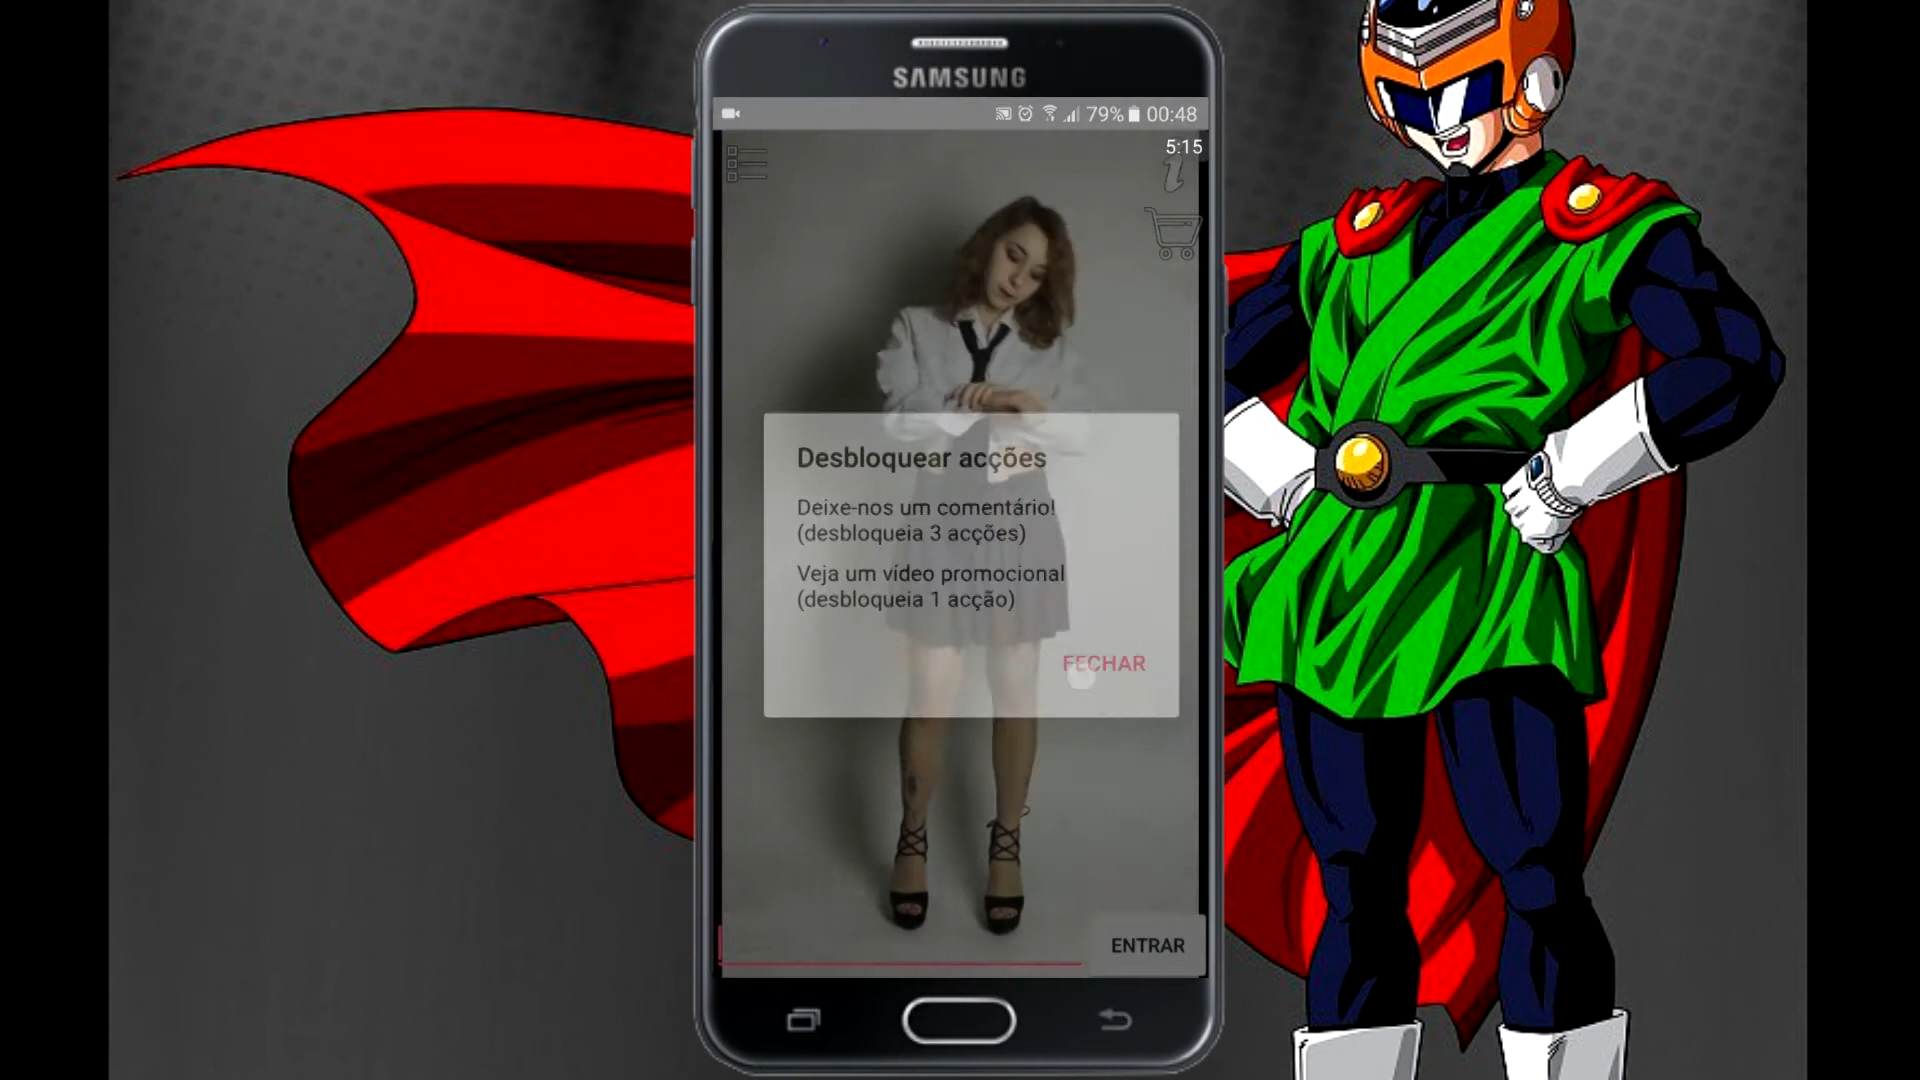 SAMSUNG
79% 00:48
5:15
Desbloquear acções
Deixe-nos um comentário!
(desbloqueia 3 acções)
Veja um vídeo promocional
(desbloqueia 1 acção)
FECHAR
ENTRAR